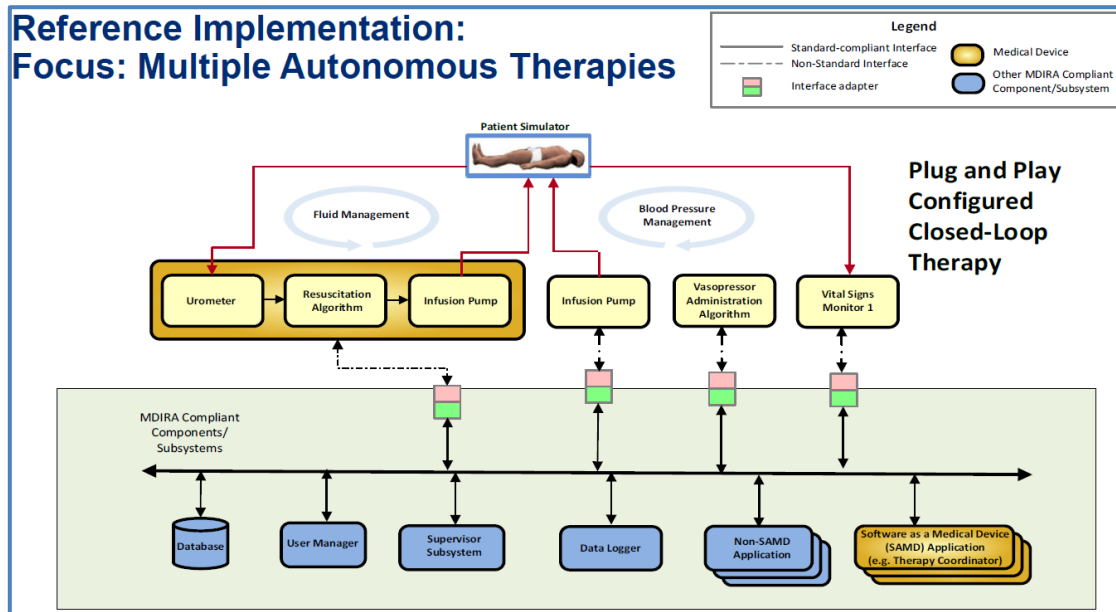 Reference Implementation:
Focus: Multiple Autonomous Therapies
Legend
Standard-compliant Interface
Non-Standard Interface
Interface adapter
Medical Device
Other MDIRA Compliant
Component/Subsystem
Patient Simulator
Plug and Play
Configured
Closed-Loop
Therapy
Fluid Management
Blood Pressure
Management
Urometer
Resuscitation
Algorithm
Infusion Pump
Infusion Pump
Vasopressor
Administration
Algorithm
Vital Signs
Monitor 1
MDIRA Compliant
Components/
Subsystems
Database
User Manager
Supervisor
Subsystem
Data Logger
Non-SAMD
Application
Software as a Medical Device
(SAMD) Application
(e.g. Therapy Coordinator)